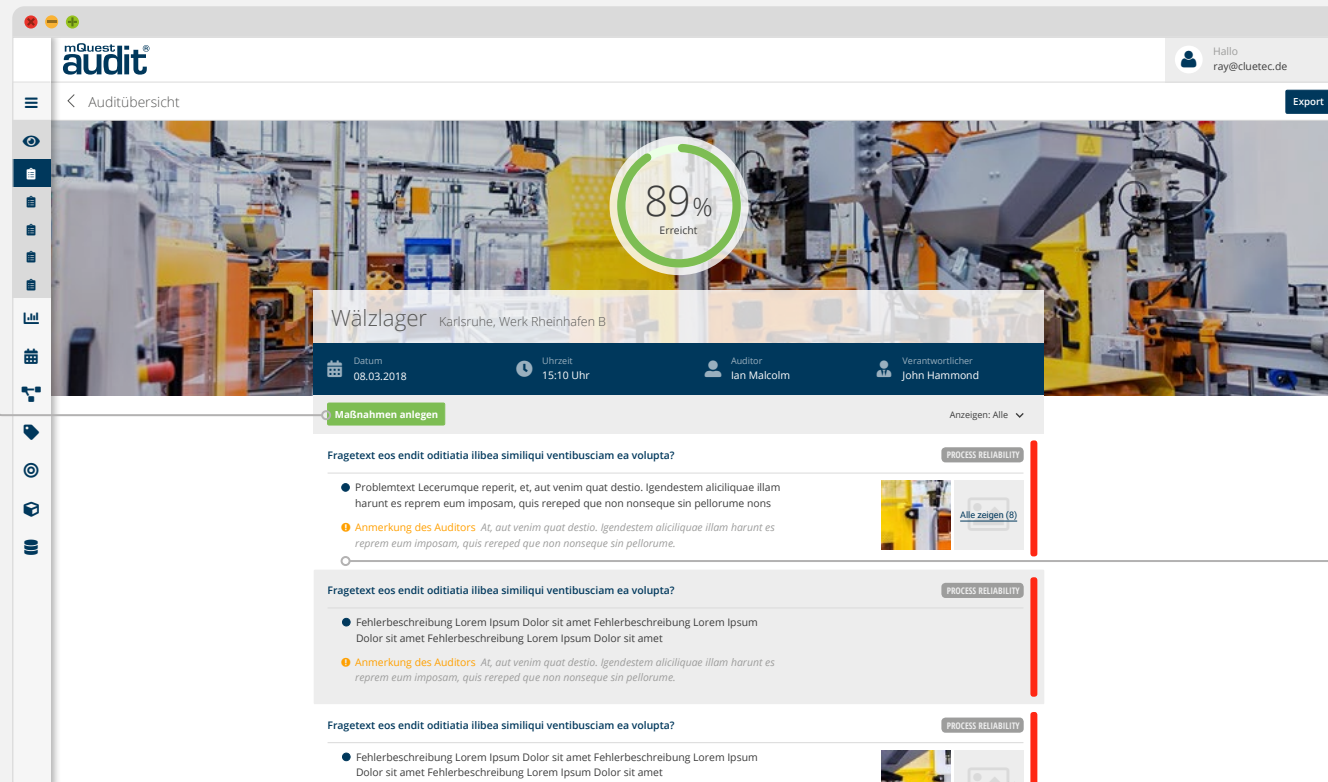 mQuest®
audit
Hallo
ray@cluetec.de
Auditübersicht
Export
89%
Erreicht
Wälzlager Karlsruhe, Werk Rheinhafen B
Datum
08.03.2018
Uhrzeit
15:10 Uhr
Auditor
Ian Malcolm
Verantwortlicher
John Hammond
Maßnahmen anlegen
Anzeigen: Alle
Fragetext eos endit oditiatia ilibea similiqui ventibusciam ea volupta?
PROCESS RELIABILITY
Problemtext Lecerumque reperit, et, aut venim quat destio. Igendestem aliciliquae illam
harunt es reprem eum imposam, quis rereped que non nonseque sin pellorume nons
Anmerkung des Auditors At, aut venim quat destio. Igendestem aliciliquae illam harunt es
reprem eum imposam, quis rereped que non nonseque sin pellorume.
Alle zeigen (8)
Fragetext eos endit oditiatia ilibea similiqui ventibusciam ea volupta?
PROCESS RELIABILITY
Fehlerbeschreibung Lorem Ipsum Dolor sit amet Fehlerbeschreibung Lorem Ipsum
Dolor sit amet Fehlerbeschreibung Lorem Ipsum Dolor sit amet
Anmerkung des Auditors At, aut venim quat destio. Igendestem aliciliquae illam harunt es
reprem eum imposam, quis rereped que non nonseque sin pellorume.
Fragetext eos endit oditiatia ilibea similiqui ventibusciam ea volupta?
PROCESS RELIABILITY
Fehlerbeschreibung Lorem Ipsum Dolor sit amet Fehlerbeschreibung Lorem Ipsum
Dolor sit amet Fehlerbeschreibung Lorem Ipsum Dolor sit amet